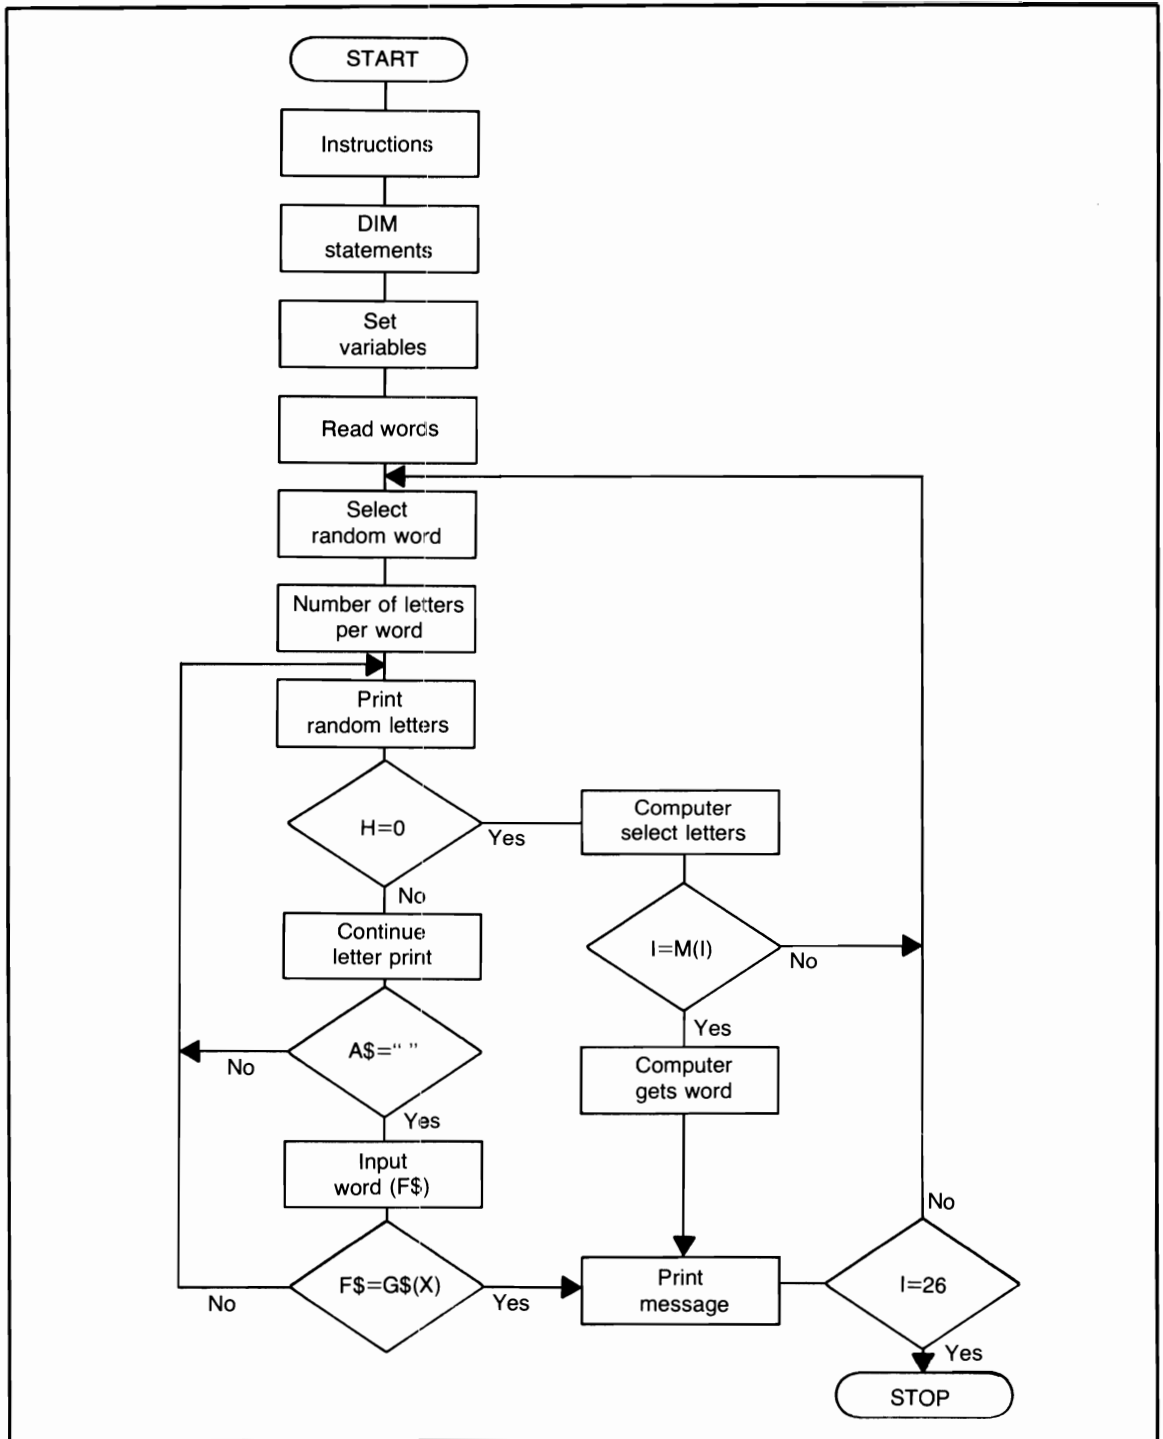 START
Instructions
DIM
statements
Set
variables
Read words
Select
random word
Number of letters
per word
Print
random letters
H=0
Yes
No
Computer
select letters
Continue
letter print
I=M(I)
No
A$=“ ”
No
Yes
Yes
Computer
gets word
Input
word (F$)
F$=G$(X)
No
Yes
Print
message
I=26
No
Yes
STOP